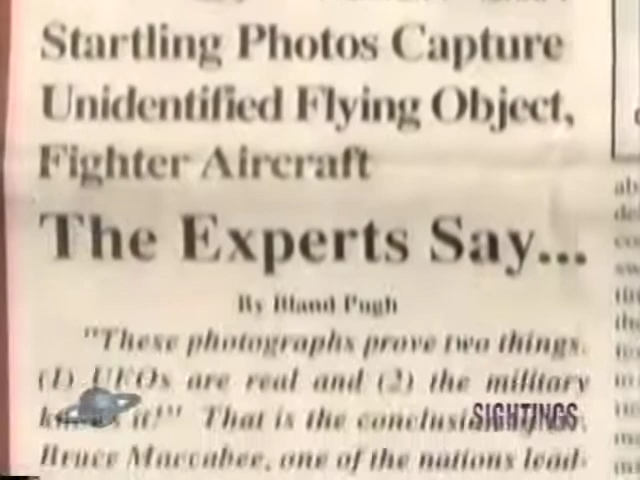 Startling Photos Capture
Unidentified Flying Object,
Fighter Aircraft
The Experts Say...
By Bland Pugh
"These photographs prove two things.
(1) UFOs are real and (2) the military
knows it!" That is the
SIGHTINGS
Bruce Maccabee, one of the nations lead-